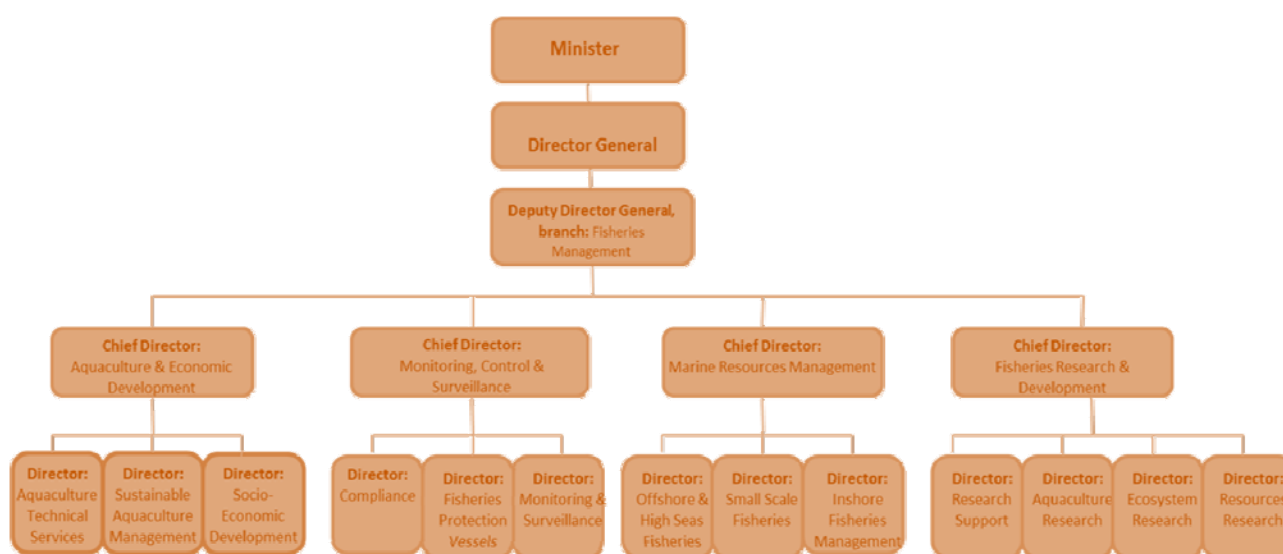 Minister
Director General
Deputy Director General,
branch: Fisheries
Management
Chief Director:
Aquaculture & Economic
Development
Chief Director:
Monitoring, Control &
Surveillance
Chief Director:
Marine Resources Management
Chief Director:
Fisheries Research &
Development
Director:
Aquaculture
Technical
Services
Director:
Sustainable
Aquaculture
Management
Director:
Socio-
Economic
Development
Director:
Compliance
Director:
Fisheries
Protection
Vessels
Director:
Monitoring &
Surveillance
Director:
Offshore &
High Seas
Fisheries
Director:
Small Scale
Fisheries
Director:
Inshore
Fisheries
Management
Director:
Research
Support
Director:
Aquaculture
Research
Director:
Ecosystem
Research
Director:
Resources
Research